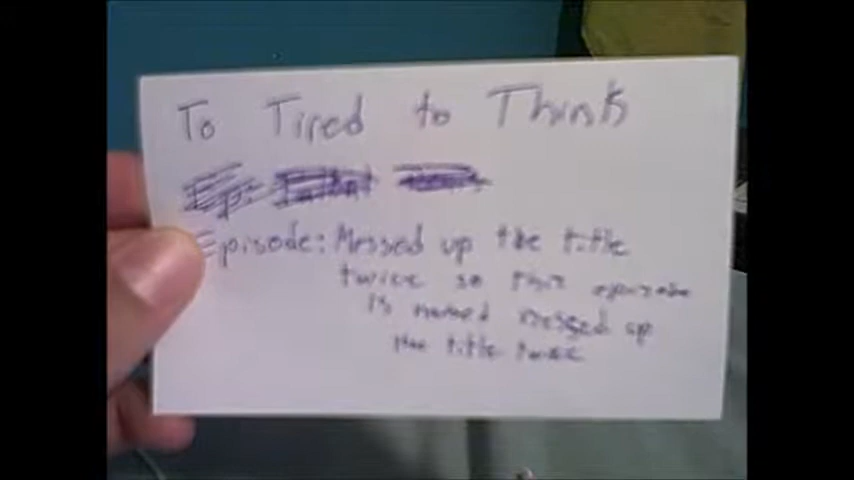 To Tired to Think
Ep:
Episode: Messed up the title
twice so this episode
is named messed up
the title twice